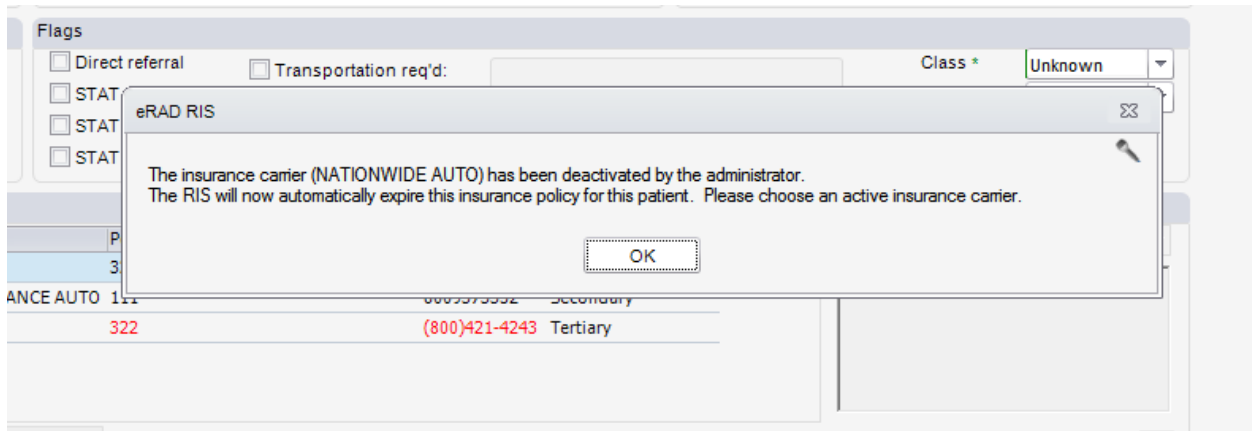 Flags
Direct referral
Transportation req'd:
Class *
Unknown
STAT
eRAD RIS
STAT
STAT
The insurance carrier (NATIONWIDE AUTO) has been deactivated by the administrator.
The RIS will now automatically expire this insurance policy for this patient. Please choose an active insurance carrier.
OK
P
3
ANCE AUTO 111 Secondary
322 (800)421-4243 Tertiary